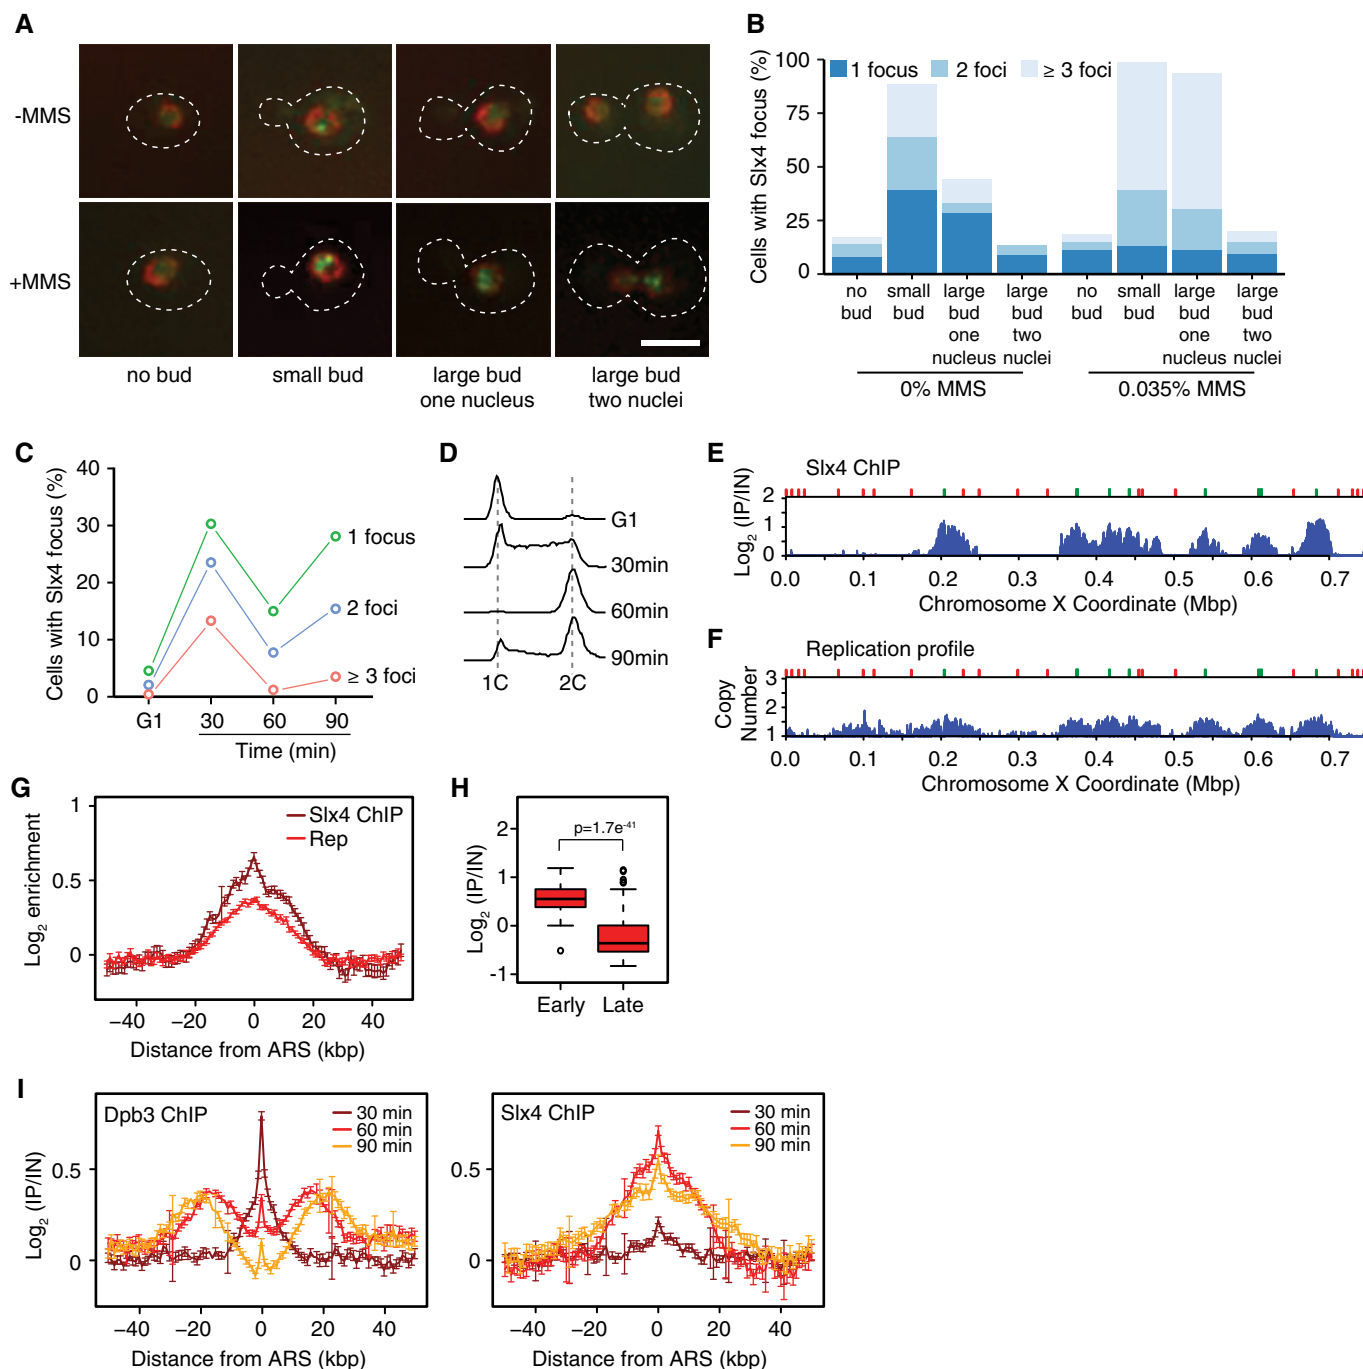 A
-MMS
+MMS
no bud
small bud
large bud
one nucleus
large bud
two nuclei
B
Cells with Slx4 focus (%)
100
75
50
25
0
1 focus
2 foci
≥ 3 foci
no
bud
small
bud
large
bud
one
nucleus
large
bud
two
nuclei
no
bud
small
bud
large
bud
one
nucleus
large
bud
two
nuclei
0% MMS
0.035% MMS
C
Cells with Slx4 focus (%)
40
30
20
10
0
1 focus
2 foci
≥ 3 foci
G1
30
60
90
Time (min)
D
G1
30min
60min
90min
1C
2C
E
Slx4 ChIP
Log2 (IP/IN)
2
1
0
0.0 0.1 0.2 0.3 0.4 0.5 0.6 0.7
Chromosome X Coordinate (Mbp)
F
Replication profile
Copy
Number
3
2
1
0.0 0.1 0.2 0.3 0.4 0.5 0.6 0.7
Chromosome X Coordinate (Mbp)
G
Log2 enrichment
1
0.5
0
Slx4 ChIP
Rep
−40 −20 0 20 40
Distance from ARS (kbp)
H
Log2 (IP/IN)
2
1
0
-1
p=1.7e-41
Early
Late
I
Dpb3 ChIP
Log2 (IP/IN)
0.5
0
30 min
60 min
90 min
−40 −20 0 20 40
Distance from ARS (kbp)
Slx4 ChIP
0.5
0
30 min
60 min
90 min
−40 −20 0 20 40
Distance from ARS (kbp)